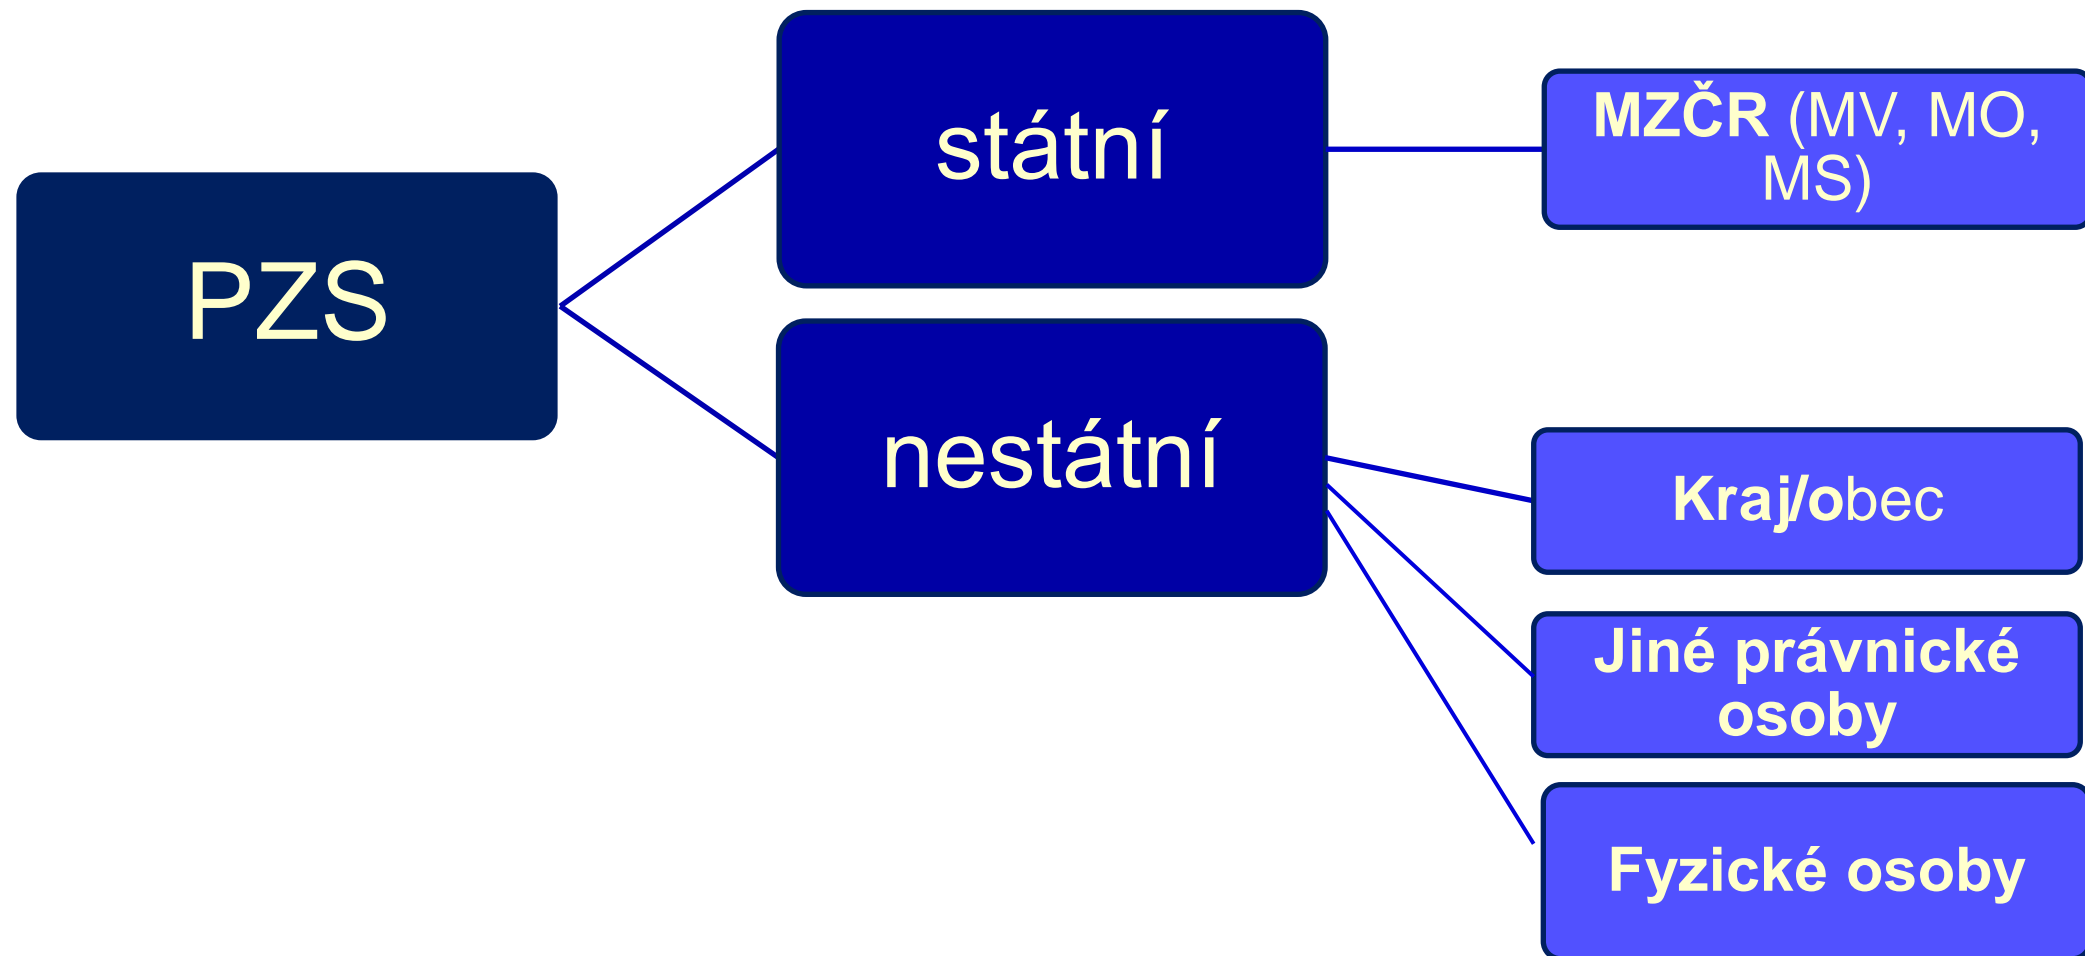 PZS
státní
MZČR (MV, MO,
MS)
nestátní
Kraj/obec
Jiné právnické
osoby
Fyzické osoby